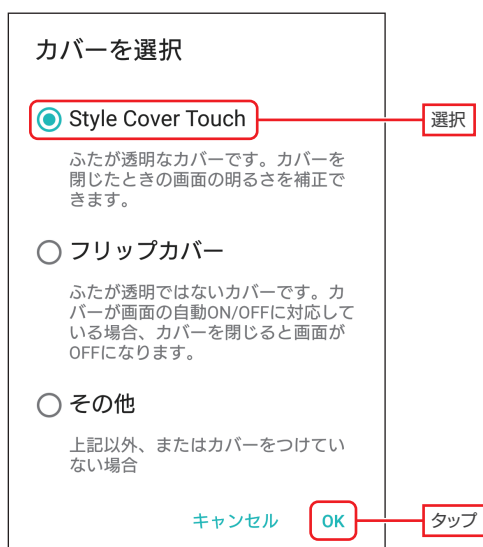 カバーを選択
Style Cover Touch
選択
ふたが透明なカバーです。カバーを
閉じたときの画面の明るさを補正で
きます。
フリップカバー
ふたが透明ではないカバーです。カ
バーが画面の自動ON/OFFに対応して
いる場合、カバーを閉じると画面が
OFFになります。
その他
上記以外、またはカバーをつけてい
ない場合
キャンセル
OK
タップ